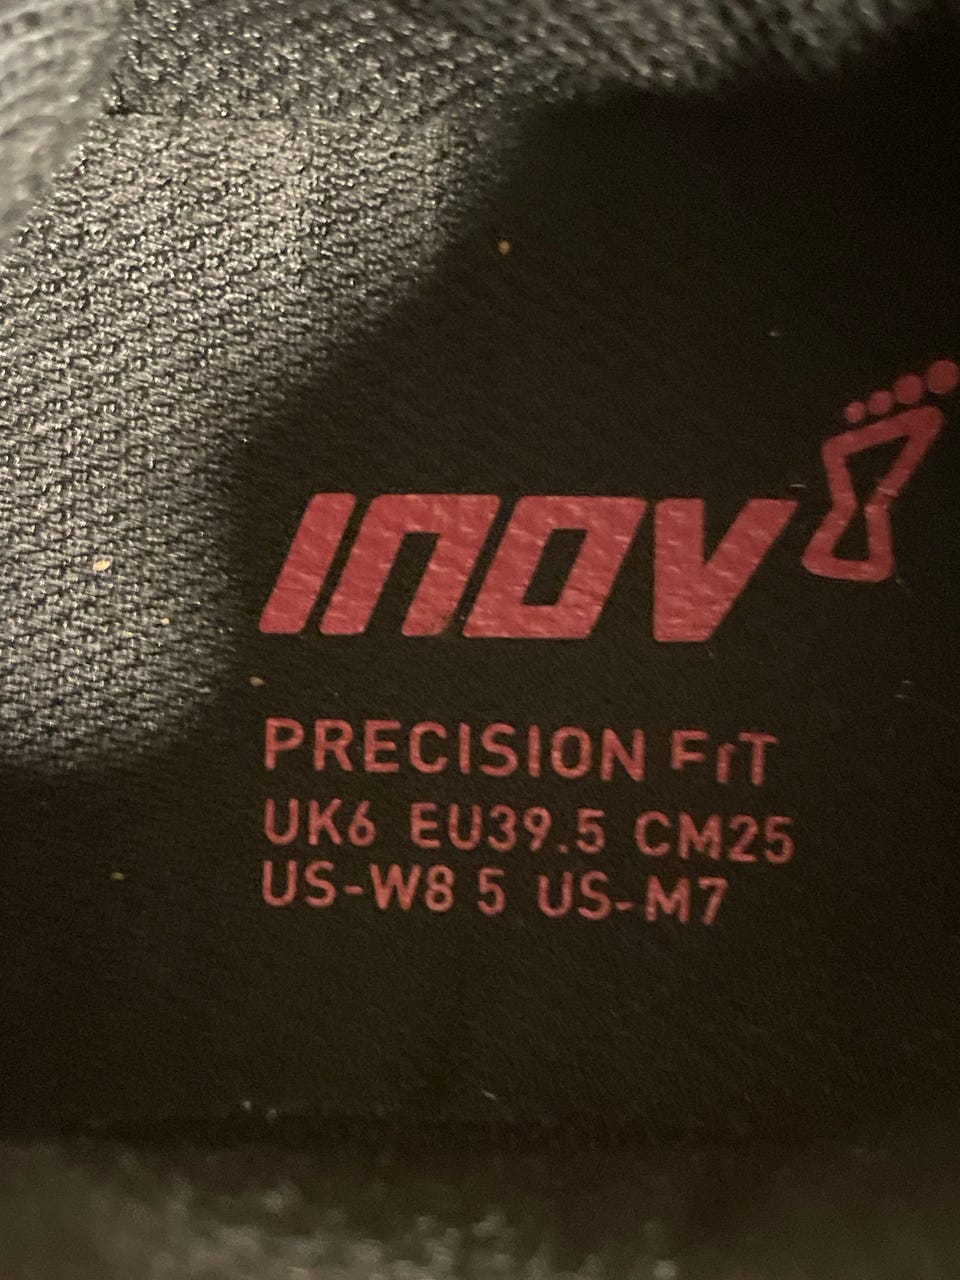 INOV
PRECISION FIT
UK6 EU39.5 CM25
US-W8 5 US-M7